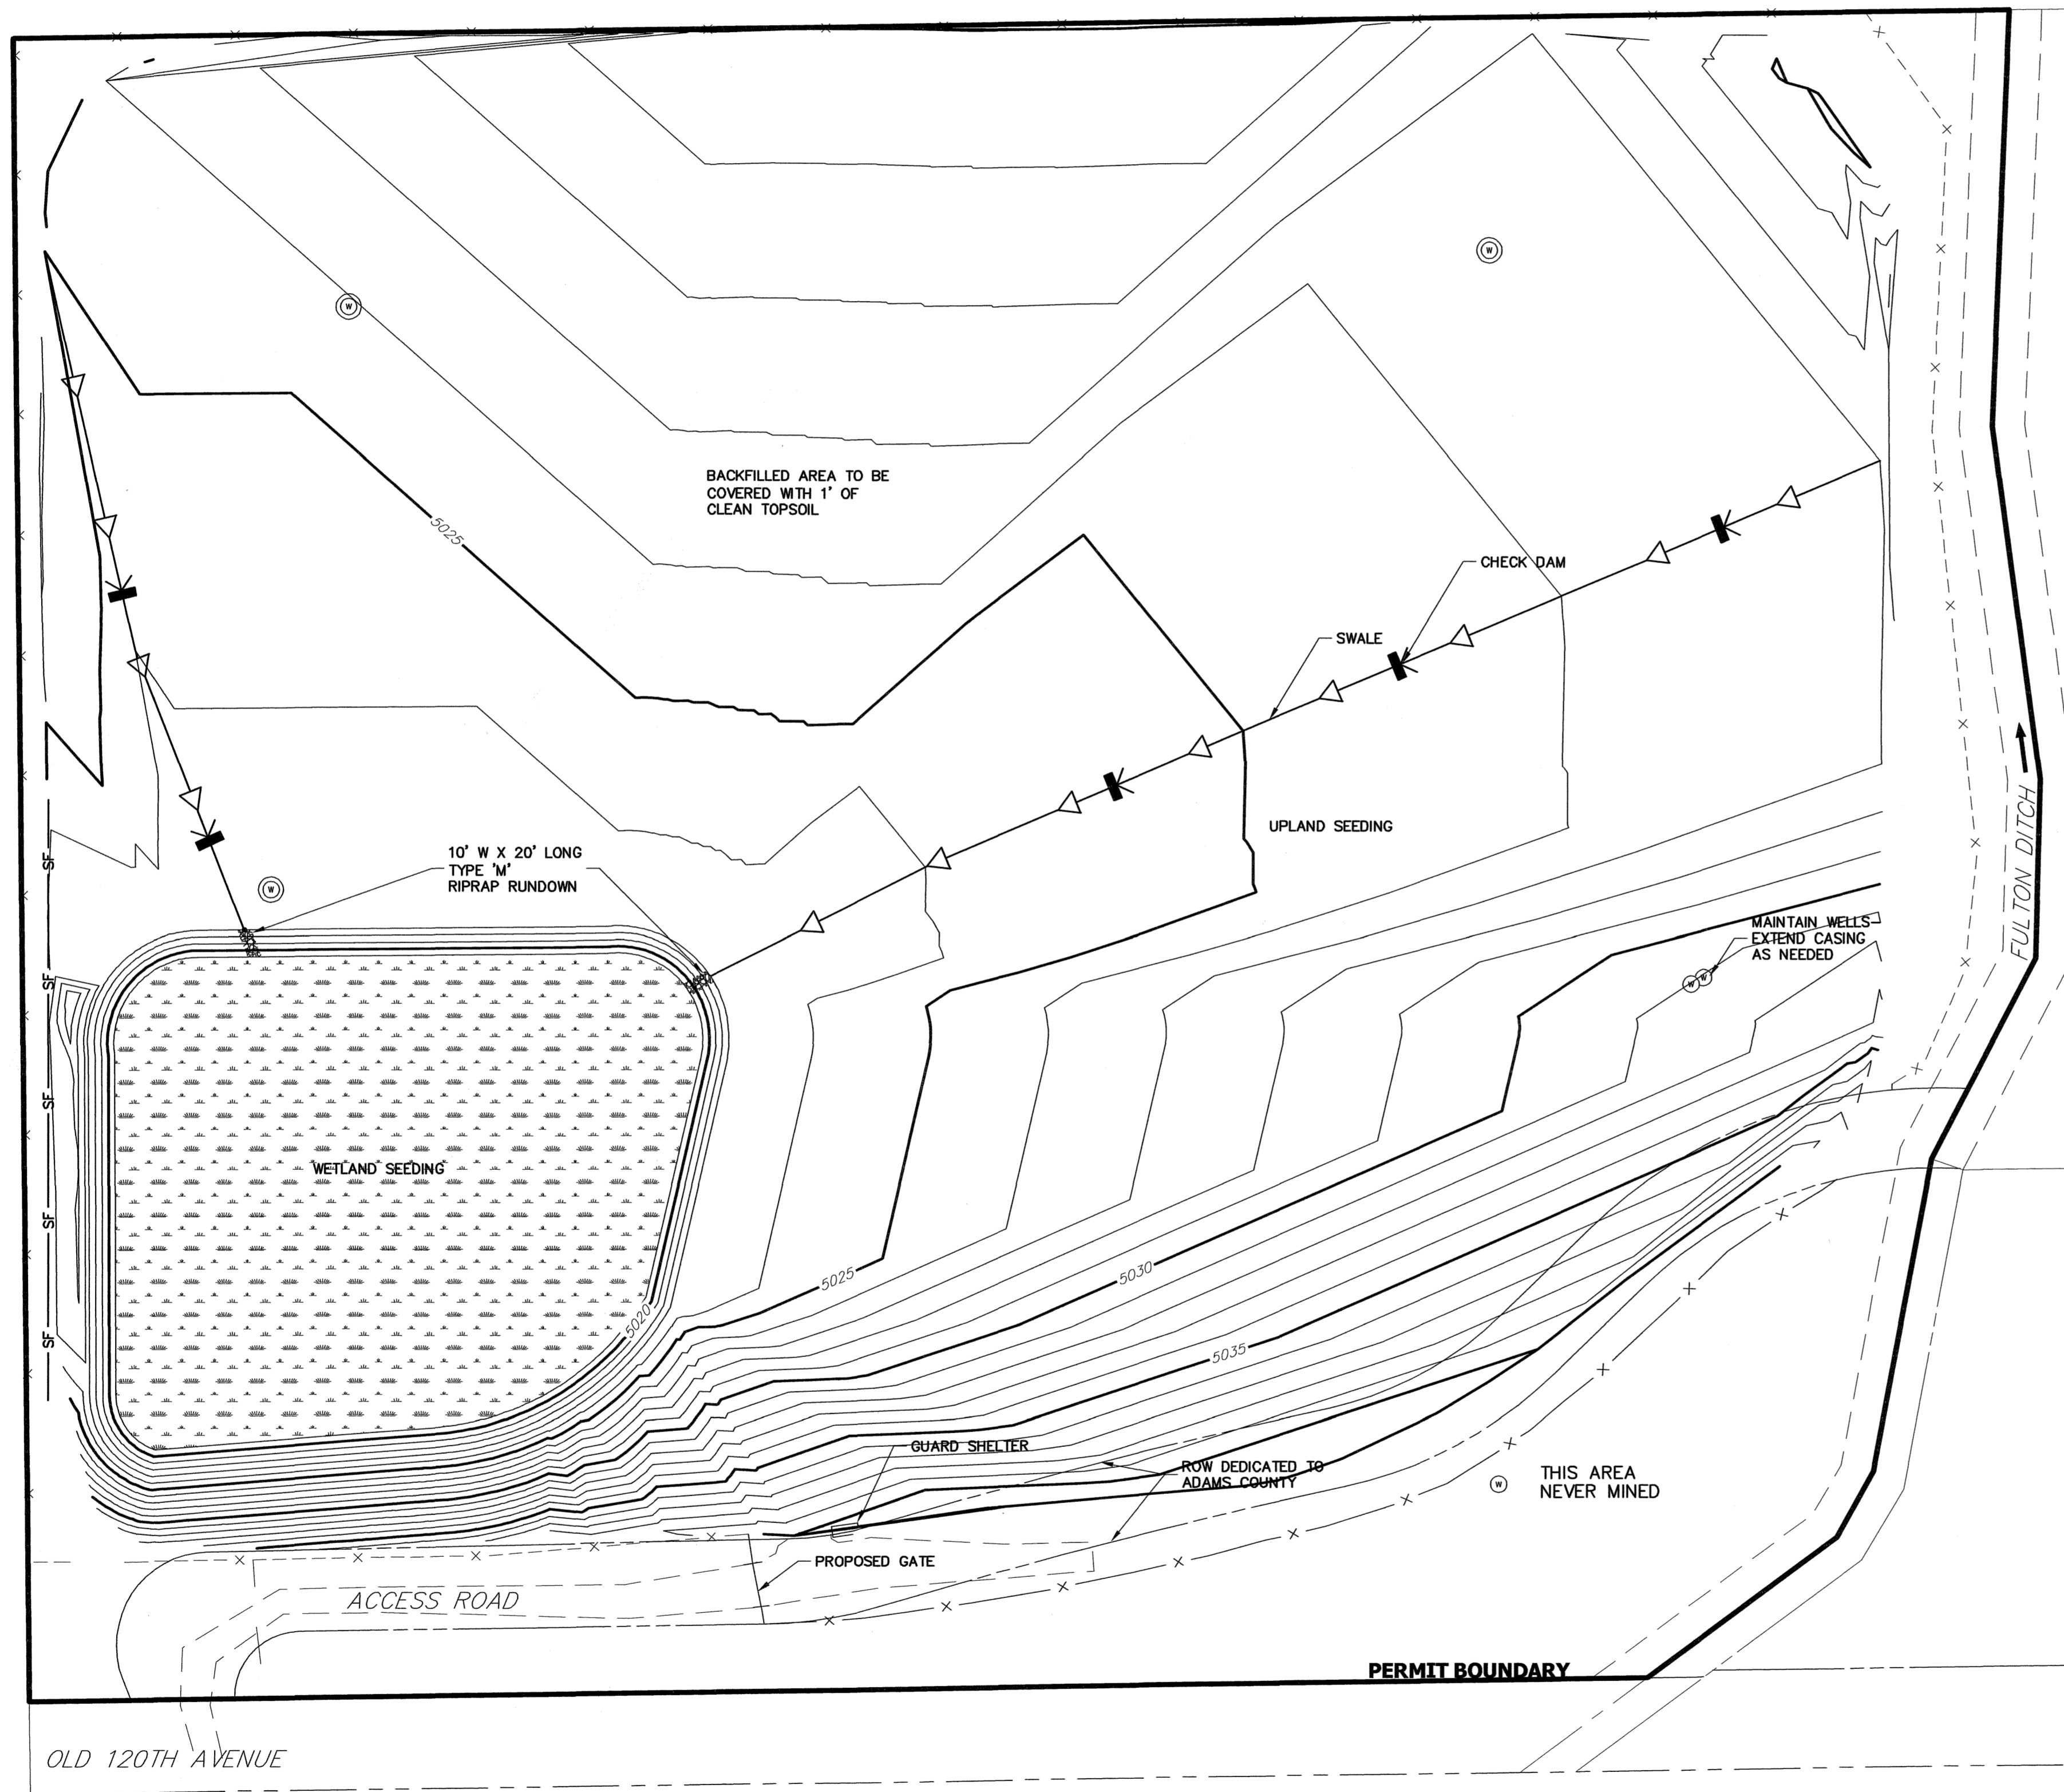 W
W
BACKFILLED AREA TO BE
COVERED WITH 1' OF
CLEAN TOPSOIL
5025
CHECK DAM
SWALE
UPLAND SEEDING
FULTON DITCH
10' W X 20' LONG
TYPE 'M'
RIPRAP RUNDOWN
W
SF
SF
SF
SF
SF
MAINTAIN WELLS
EXTEND CASING
AS NEEDED
W
W
WETLAND SEEDING
5025
5030
5020
5035
GUARD SHELTER
ROW DEDICATED TO
ADAMS COUNTY
W
THIS AREA
NEVER MINED
PROPOSED GATE
ACCESS ROAD
PERMIT BOUNDARY
OLD 120TH AVENUE